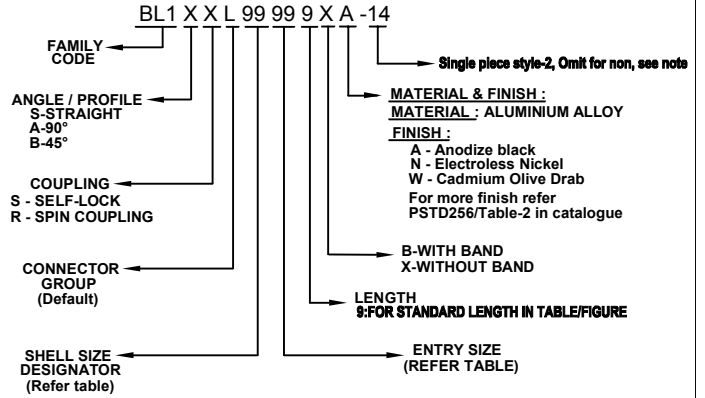 BL1 X X L 99 99 9 X A -14
FAMILY
CODE
Single piece style-2, Omit for non, see note
ANGLE / PROFILE
S-STRAIGHT
A-90°
B-45°
MATERIAL & FINISH :
MATERIAL : ALUMINIUM ALLOY
FINISH :
A - Anodize black
N - Electroless Nickel
W - Cadmium Olive Drab
For more finish refer
PSTD256/Table-2 in catalogue
COUPLING
S - SELF-LOCK
R - SPIN COUPLING
B-WITH BAND
X-WITHOUT BAND
CONNECTOR
GROUP
(Default)
LENGTH
9:FOR STANDARD LENGTH IN TABLE/FIGURE
SHELL SIZE
DESIGNATOR
(Refer table)
ENTRY SIZE
(REFER TABLE)